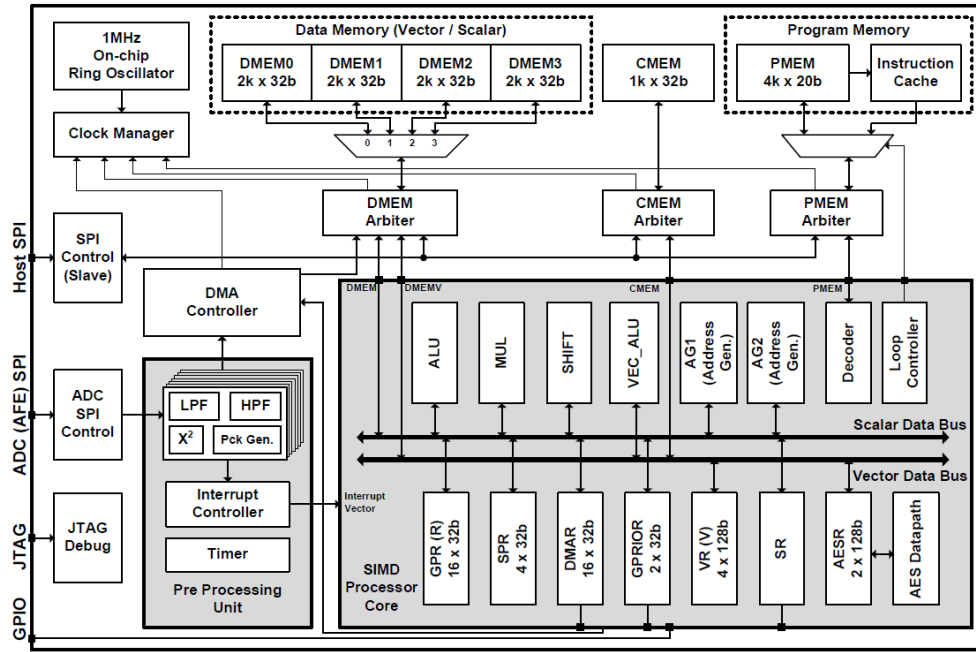 1MHz
On-chip
Ring Oscillator
Clock Manager
Data Memory (Vector / Scalar)
DMEM0
2k x 32b
DMEM1
2k x 32b
DMEM2
2k x 32b
DMEM3
2k x 32b
0 1 2 3
CMEM
1k x 32b
Program Memory
PMEM
4k x 20b
Instruction
Cache
DMEM
Arbiter
CMEM
Arbiter
PMEM
Arbiter
Host SPI
SPI
Control
(Slave)
DMA
Controller
ADC (AFE) SPI
ADC
SPI
Control
LPF
HPF
X²
Pck Gen.
Interrupt
Controller
Timer
Pre Processing
Unit
JTAG
JTAG
Debug
GPIO
DMEM
DMEMV
CMEM
PMEM
ALU
MUL
SHIFT
VEC_ALU
AG1
(Address
Gen.)
AG2
(Address
Gen.)
Decoder
Loop
Controller
Scalar Data Bus
Vector Data Bus
Interrupt
Vector
SIMD
Processor
Core
GPR (R)
16 x 32b
SPR
4 x 32b
DMAR
16 x 32b
GPRIOR
2 x 32b
VR (V)
4 x 128b
SR
AESR
2 x 128b
AES Datapath